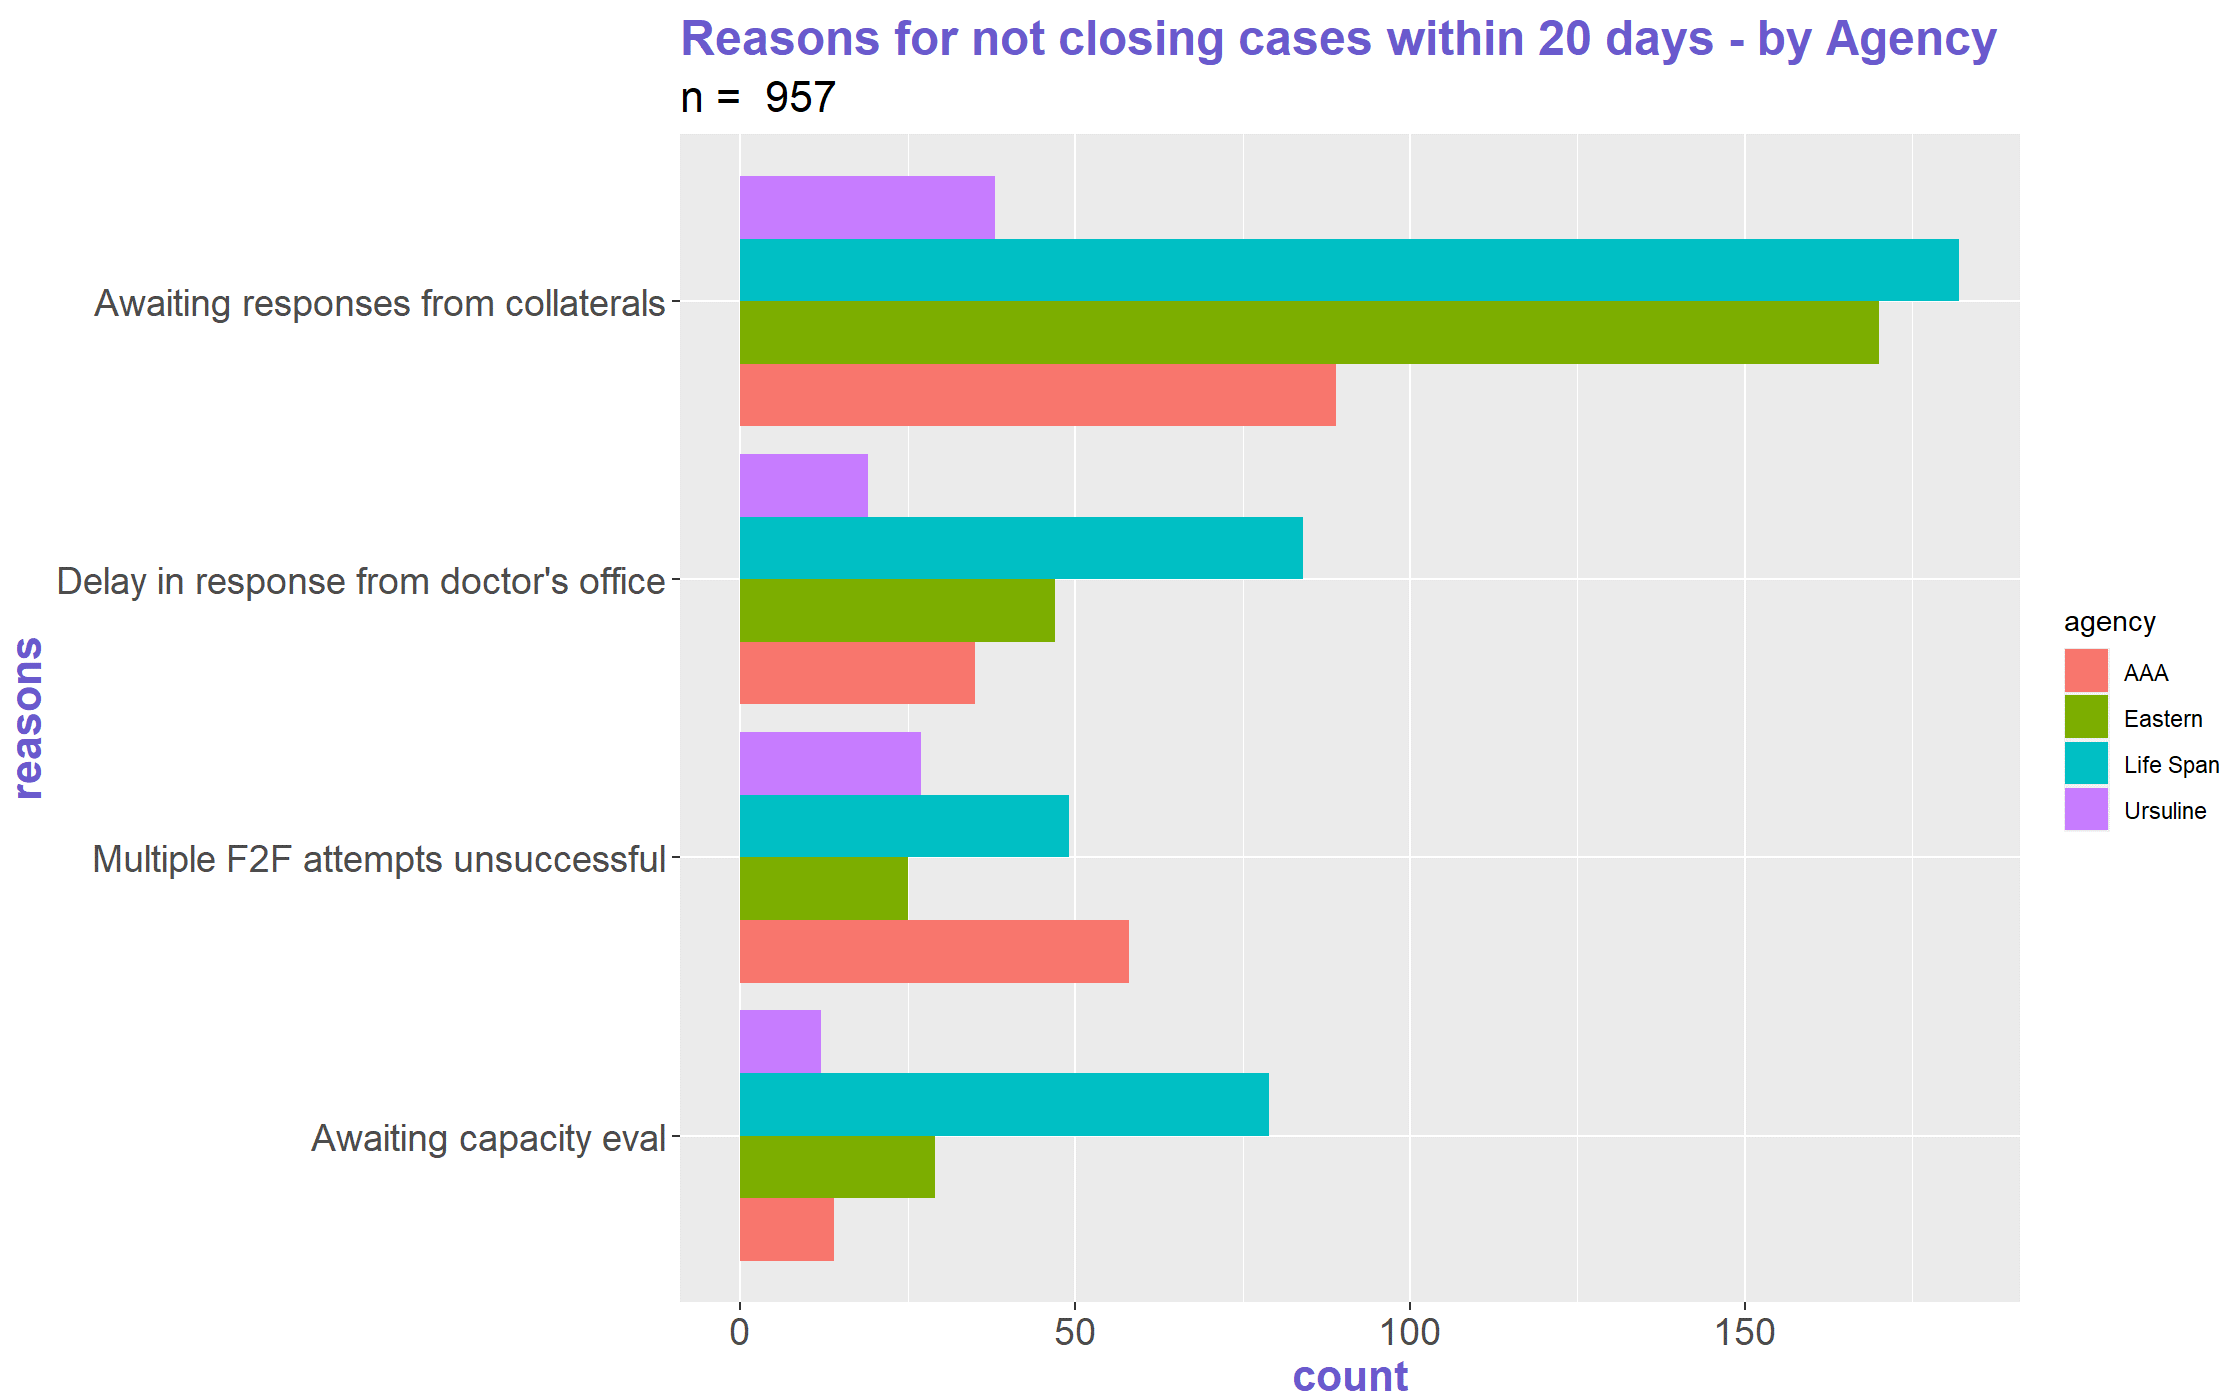 Reasons for not closing cases within 20 days - by Agency
n =  957
Awaiting responses from collaterals
Delay in response from doctor's office
Multiple F2F attempts unsuccessful
Awaiting capacity eval
reasons
0 50 100 150
count
agency
AAA
Eastern
Life Span
Ursuline